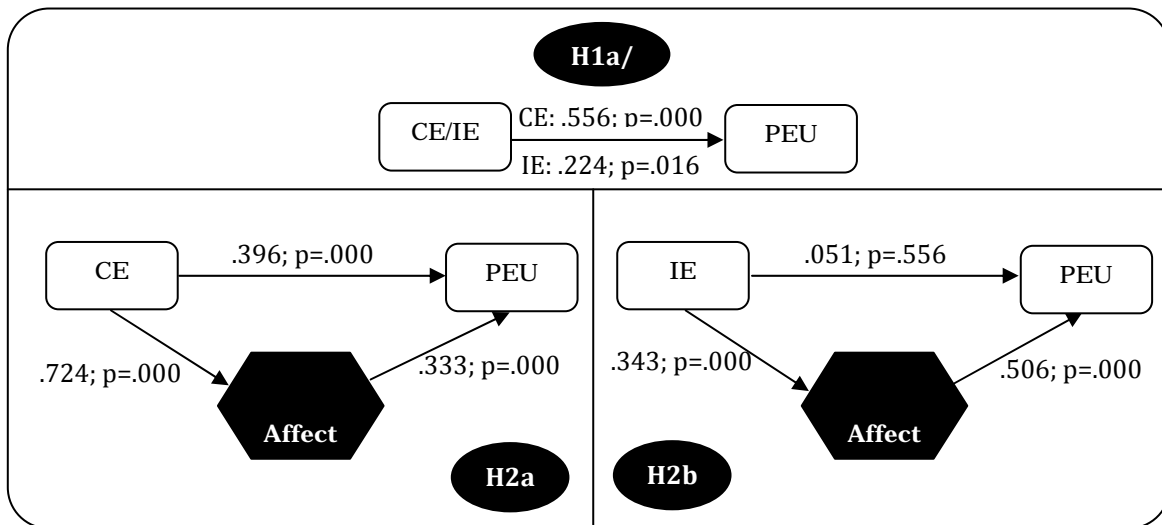 H1a/
CE: .556; p=.000
CE/IE
PEU
IE: .224; p=.016
.396; p=.000
CE
PEU
.724; p=.000
.333; p=.000
Affect
H2a
.051; p=.556
IE
PEU
.343; p=.000
.506; p=.000
Affect
H2b